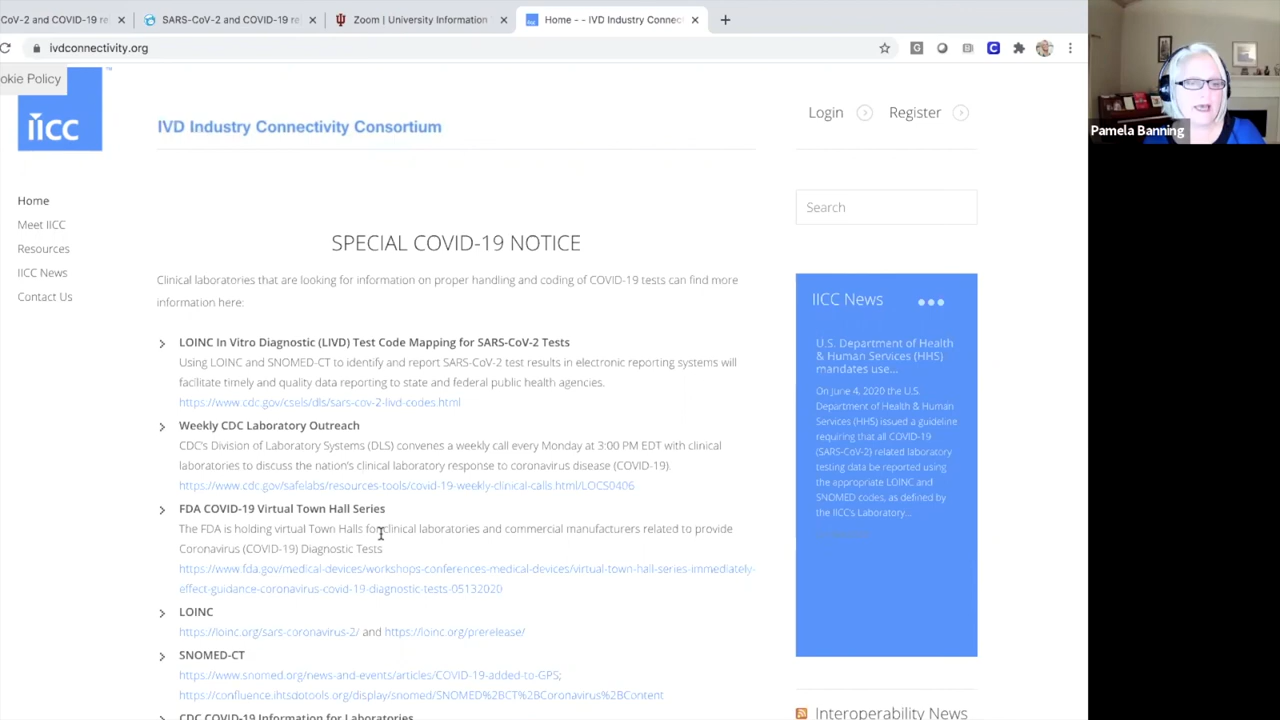 CoV-2 and COVID-19 re
SARS-CoV-2 and COVID-19 re
Zoom | University Information
Home - - IVD Industry Connec
ivdconnectivity.org
okie Policy
iicc
IVD Industry Connectivity Consortium
Login
Register
Pamela Banning
Home
Meet IICC
Resources
IICC News
Contact Us
Search
SPECIAL COVID-19 NOTICE
Clinical laboratories that are looking for information on proper handling and coding of COVID-19 tests can find more
information here:
LOINC In Vitro Diagnostic (LIVD) Test Code Mapping for SARS-CoV-2 Tests
Using LOINC and SNOMED-CT to identify and report SARS-CoV-2 test results in electronic reporting systems will
facilitate timely and quality data reporting to state and federal public health agencies.
https://www.cdc.gov/csels/dls/sars-cov-2-livd-codes.html
Weekly CDC Laboratory Outreach
CDC's Division of Laboratory Systems (DLS) convenes a weekly call every Monday at 3:00 PM EDT with clinical
laboratories to discuss the nation's clinical laboratory response to coronavirus disease (COVID-19).
https://www.cdc.gov/safelabs/resources-tools/covid-19-weekly-clinical-calls.html/LOCS0406
FDA COVID-19 Virtual Town Hall Series
The FDA is holding virtual Town Halls for clinical laboratories and commercial manufacturers related to provide
Coronavirus (COVID-19) Diagnostic Tests
https://www.fda.gov/medical-devices/workshops-conferences-medical-devices/virtual-town-hall-series-immediately-
effect-guidance-coronavirus-covid-19-diagnostic-tests-05132020
LOINC
https://loinc.org/sars-coronavirus-2/ and https://loinc.org/prerelease/
SNOMED-CT
https://www.snomed.org/news-and-events/articles/COVID-19-added-to-GPS;
https://confluence.ihtsdotools.org/display/snomed/SNOMED%2BCT%2BCoronavirus%2BContent
CDC COVID-19 Information for Laboratories
IICC News
U.S. Department of Health
& Human Services (HHS)
mandates use...
On June 4, 2020 the U.S.
Department of Health & Human
Services (HHS) issued a guideline
requiring that all COVID-19
(SARS-CoV-2) related laboratory
testing data be reported using
the appropriate LOINC and
SNOMED codes, as defined by
the IICC's Laboratory...
Interoperability News